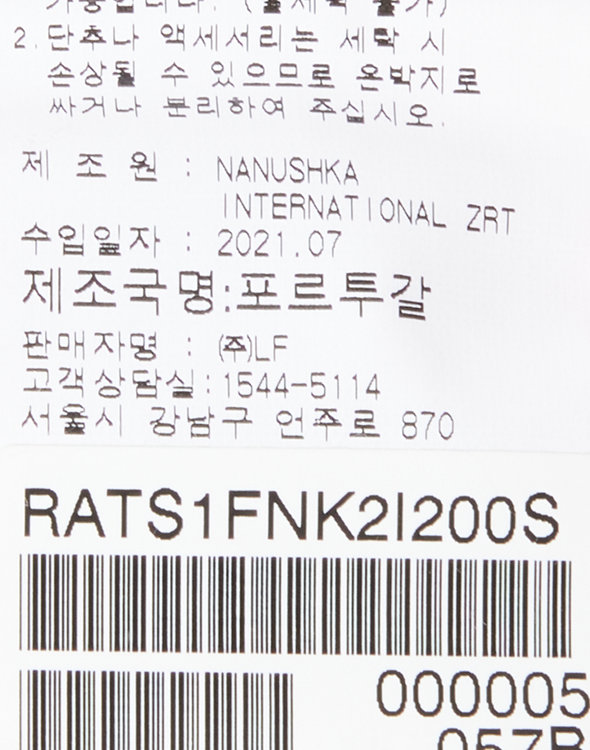 2.단추나 액세서리는 세탁 시
손상될 수 있으므로 은박지로
싸거나 분리하여 주십시오.
제 조 원 : NANUSHKA
INTERNATIONAL ZRT
수입일자 : 2021.07
제조국명:포르투갈
판매자명 : (주)LF
고객상담실:1544-5114
서울시 강남구 언주로 870
RATS1FNK2I200S
000005